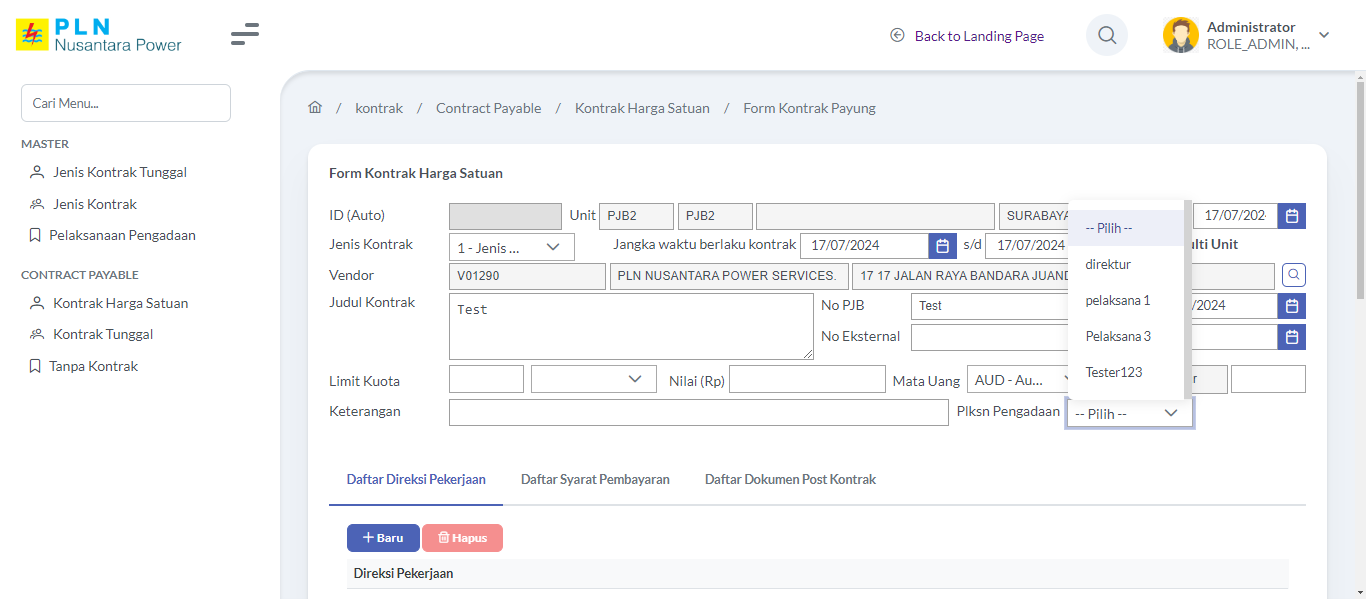 PLN
Nusantara Power
Back to Landing Page
Administrator
ROLE_ADMIN, ...
Cari Menu...
MASTER
Jenis Kontrak Tunggal
Jenis Kontrak
Pelaksanaan Pengadaan
CONTRACT PAYABLE
Kontrak Harga Satuan
Kontrak Tunggal
Tanpa Kontrak
/ kontrak / Contract Payable / Kontrak Harga Satuan / Form Kontrak Payung
Form Kontrak Harga Satuan
ID (Auto) Unit PJB2 PJB2 SURABAYA 17/07/202
Jenis Kontrak 1 - Jenis ... Jangka waktu berlaku kontrak 17/07/2024 s/d 17/07/2024 Unit
Vendor V01290 PLN NUSANTARA POWER SERVICES. 17 17 JALAN RAYA BANDARA JUAND
Judul Kontrak Test No PJB Test /2024
No Eksternal
Limit Kuota Nilai (Rp) Mata Uang AUD - Au...
Keterangan Plksn Pengadaan -- Pilih --
-- Pilih --
direktur
pelaksana 1
Pelaksana 3
Tester123
Daftar Direksi Pekerjaan Daftar Syarat Pembayaran Daftar Dokumen Post Kontrak
+ Baru Hapus
Direksi Pekerjaan